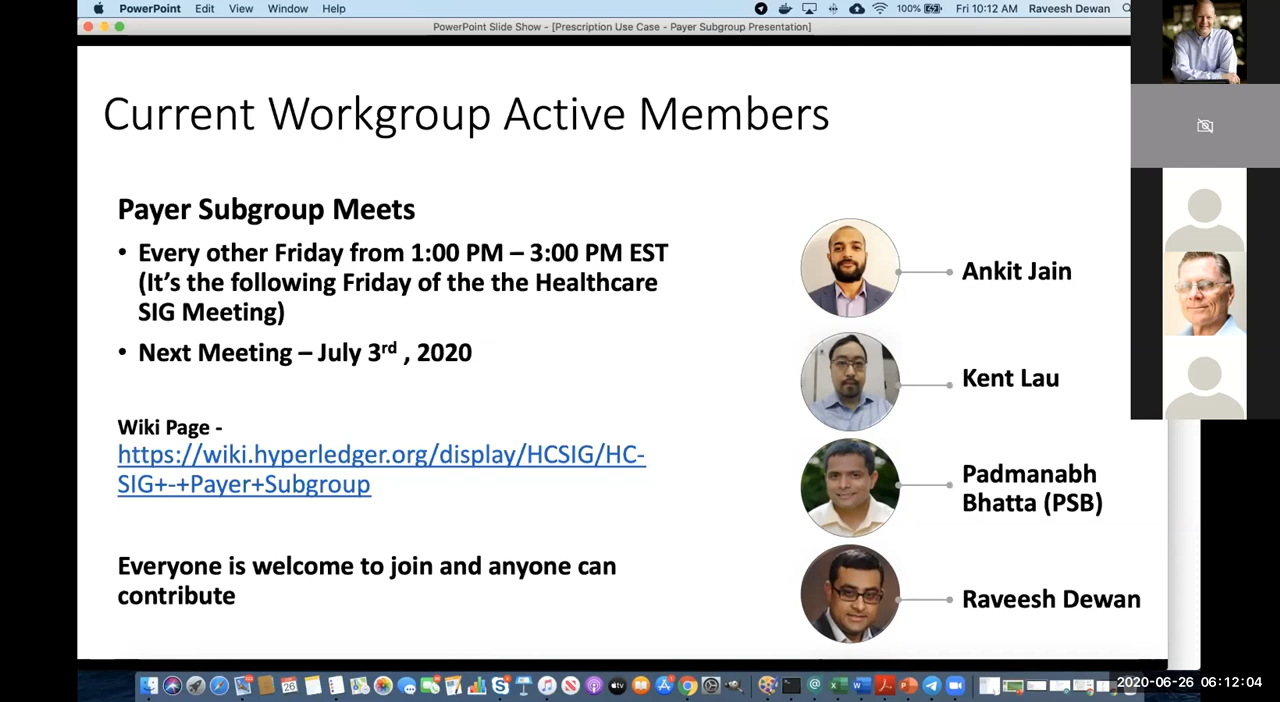 PowerPoint Edit View Window Help 100% Fri 10:12 AM Raveesh Dewan
PowerPoint Slide Show - [Prescription Use Case - Payer Subgroup Presentation]
Current Workgroup Active Members
Payer Subgroup Meets
• Every other Friday from 1:00 PM – 3:00 PM EST
(It’s the following Friday of the the Healthcare
SIG Meeting)
• Next Meeting – July 3rd , 2020
Wiki Page -
https://wiki.hyperledger.org/display/HCSIG/HC-
SIG+-+Payer+Subgroup
Everyone is welcome to join and anyone can
contribute
Ankit Jain
Kent Lau
Padmanabh
Bhatta (PSB)
Raveesh Dewan
2020-06-26 06:12:04